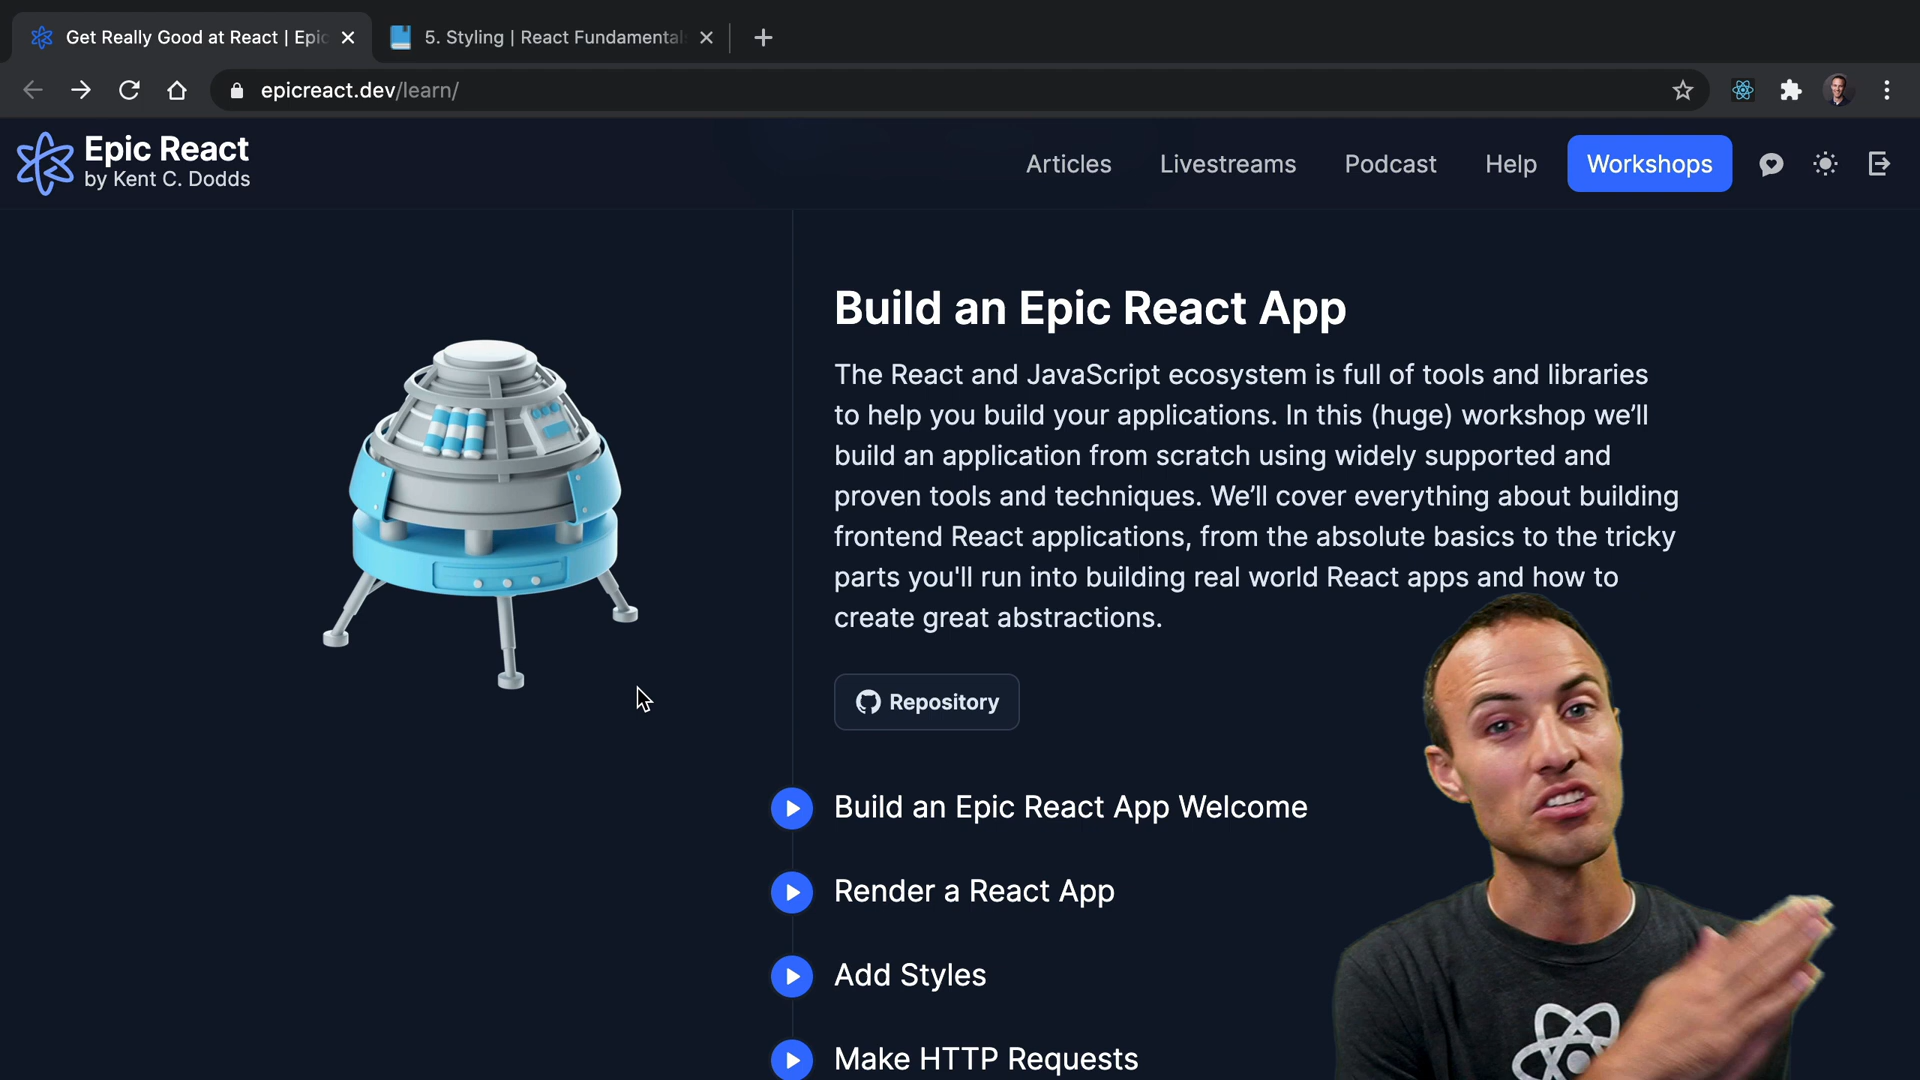 Get Really Good at React | Epic
5. Styling | React Fundamental
epicreact.dev/learn/
Epic React
by Kent C. Dodds
Articles
Livestreams
Podcast
Help
Workshops
Build an Epic React App
The React and JavaScript ecosystem is full of tools and libraries
to help you build your applications. In this (huge) workshop we’ll
build an application from scratch using widely supported and
proven tools and techniques. We’ll cover everything about building
frontend React applications, from the absolute basics to the tricky
parts you'll run into building real world React apps and how to
create great abstractions.
Repository
Build an Epic React App Welcome
Render a React App
Add Styles
Make HTTP Requests